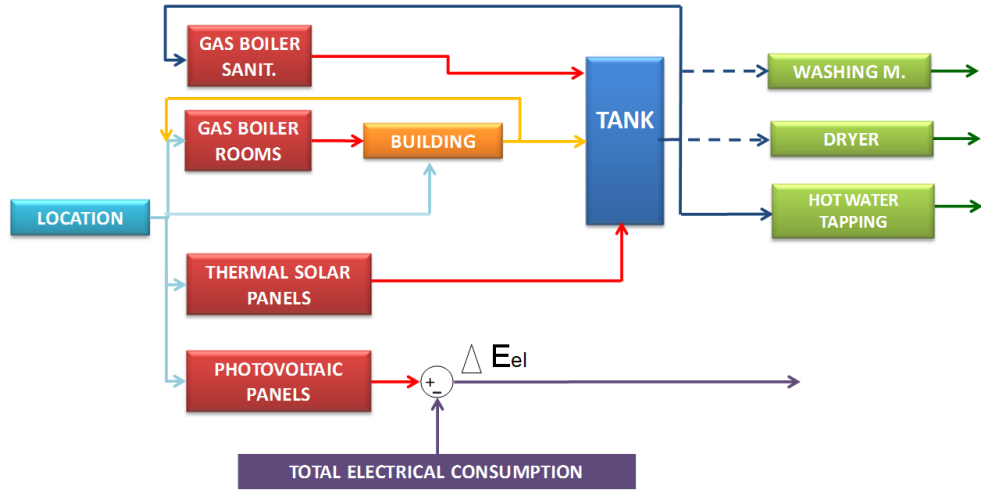 GAS BOILER
SANIT.
GAS BOILER
ROOMS
BUILDING
TANK
WASHING M.
DRYER
HOT WATER
TAPPING
LOCATION
THERMAL SOLAR
PANELS
PHOTOVOLTAIC
PANELS
+
-
△ Eel
TOTAL ELECTRICAL CONSUMPTION